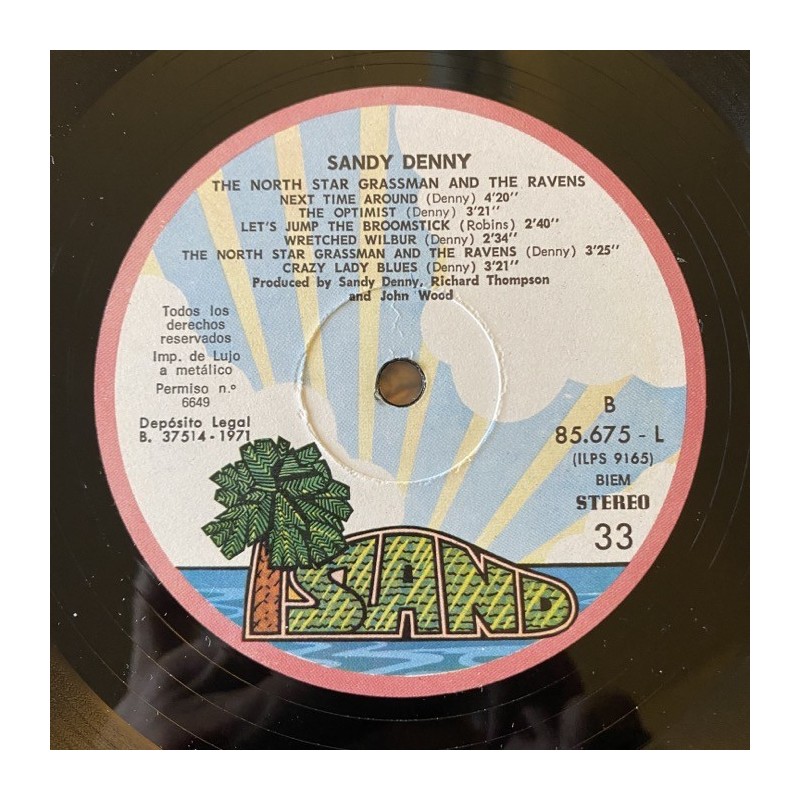 SANDY DENNY
THE NORTH STAR GRASSMAN AND THE RAVENS
NEXT TIME AROUND (Denny) 4'20''
THE OPTIMIST (Denny) 3'21''
LET'S JUMP THE BROOMSTICK (Robins) 2'40''
WRETCHED WILBUR (Denny) 2'34''
THE NORTH STAR GRASSMAN AND THE RAVENS (Denny) 3'25''
CRAZY LADY BLUES (Denny) 3'21''
Produced by Sandy Denny, Richard Thompson
and John Wood
Todos los
derechos
reservados
Imp. de Lujo
a metálico
Permiso n.º
6649
Depósito Legal
B. 37514-1971
B
85.675 - L
(ILPS 9165)
BIEM
STEREO
33
ISLAND